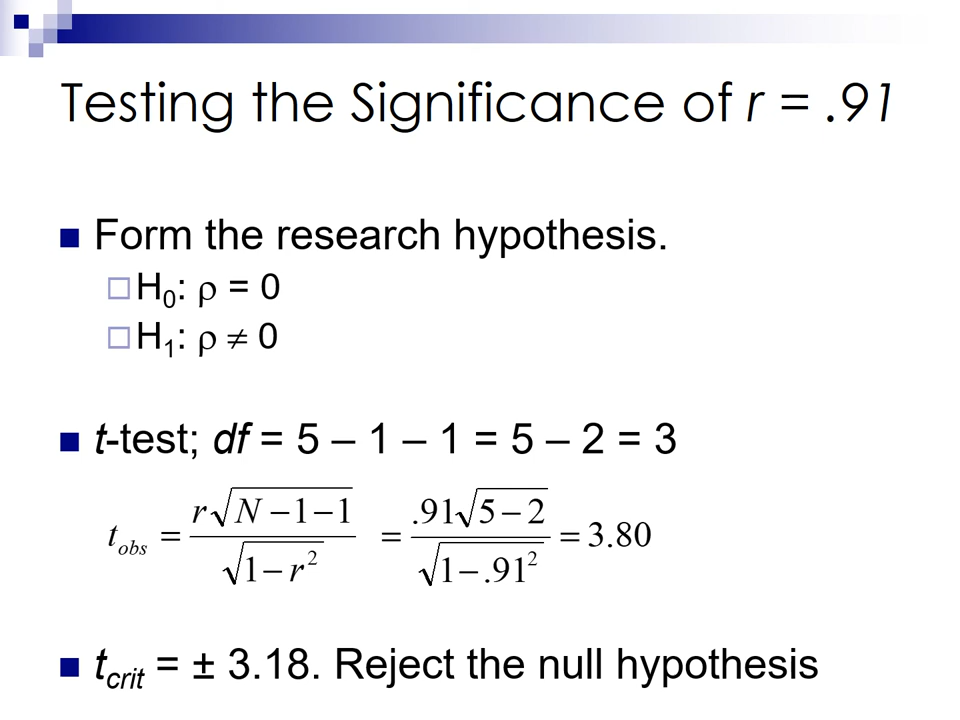 Testing the Significance of r = .91
Form the research hypothesis.
H₀: ρ = 0
H₁: ρ ≠ 0
t-test; df = 5 – 1 – 1 = 5 – 2 = 3
t_obs = r√(N − 1 − 1) / √(1 − r²) = .91√(5 − 2) / √(1 − .91²) = 3.80
t_crit = ± 3.18. Reject the null hypothesis